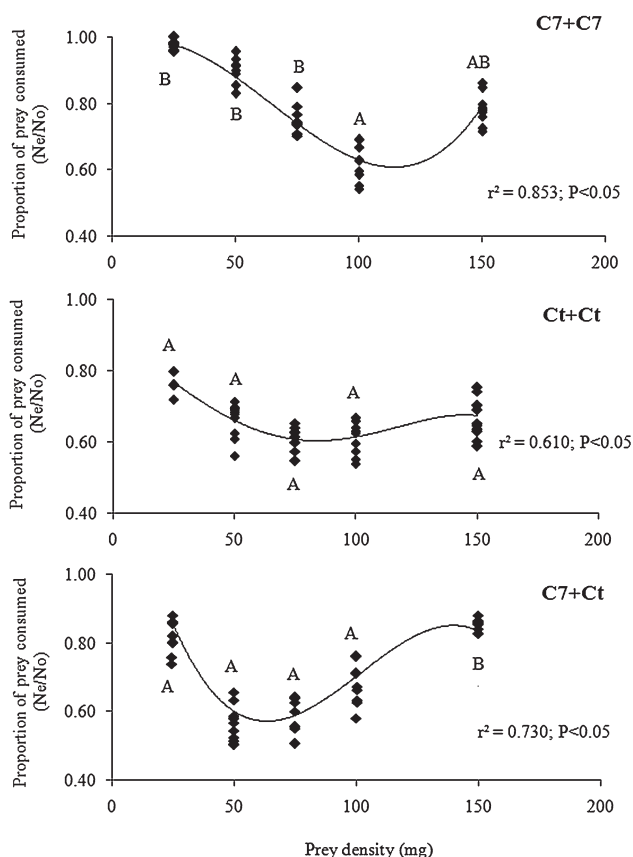 C7+C7
Proportion of prey consumed
(Ne/No)
1.00
0.80
0.60
0.40
B
B
B
A
AB
r² = 0.853; P<0.05
0 50 100 150 200
Ct+Ct
Proportion of prey consumed
(Ne/No)
1.00
0.80
0.60
0.40
A
A
A
A
A
r² = 0.610; P<0.05
0 50 100 150 200
C7+Ct
Proportion of prey consumed
(Ne/No)
1.00
0.80
0.60
0.40
A
A
A
A
B
r² = 0.730; P<0.05
0 50 100 150 200
Prey density (mg)